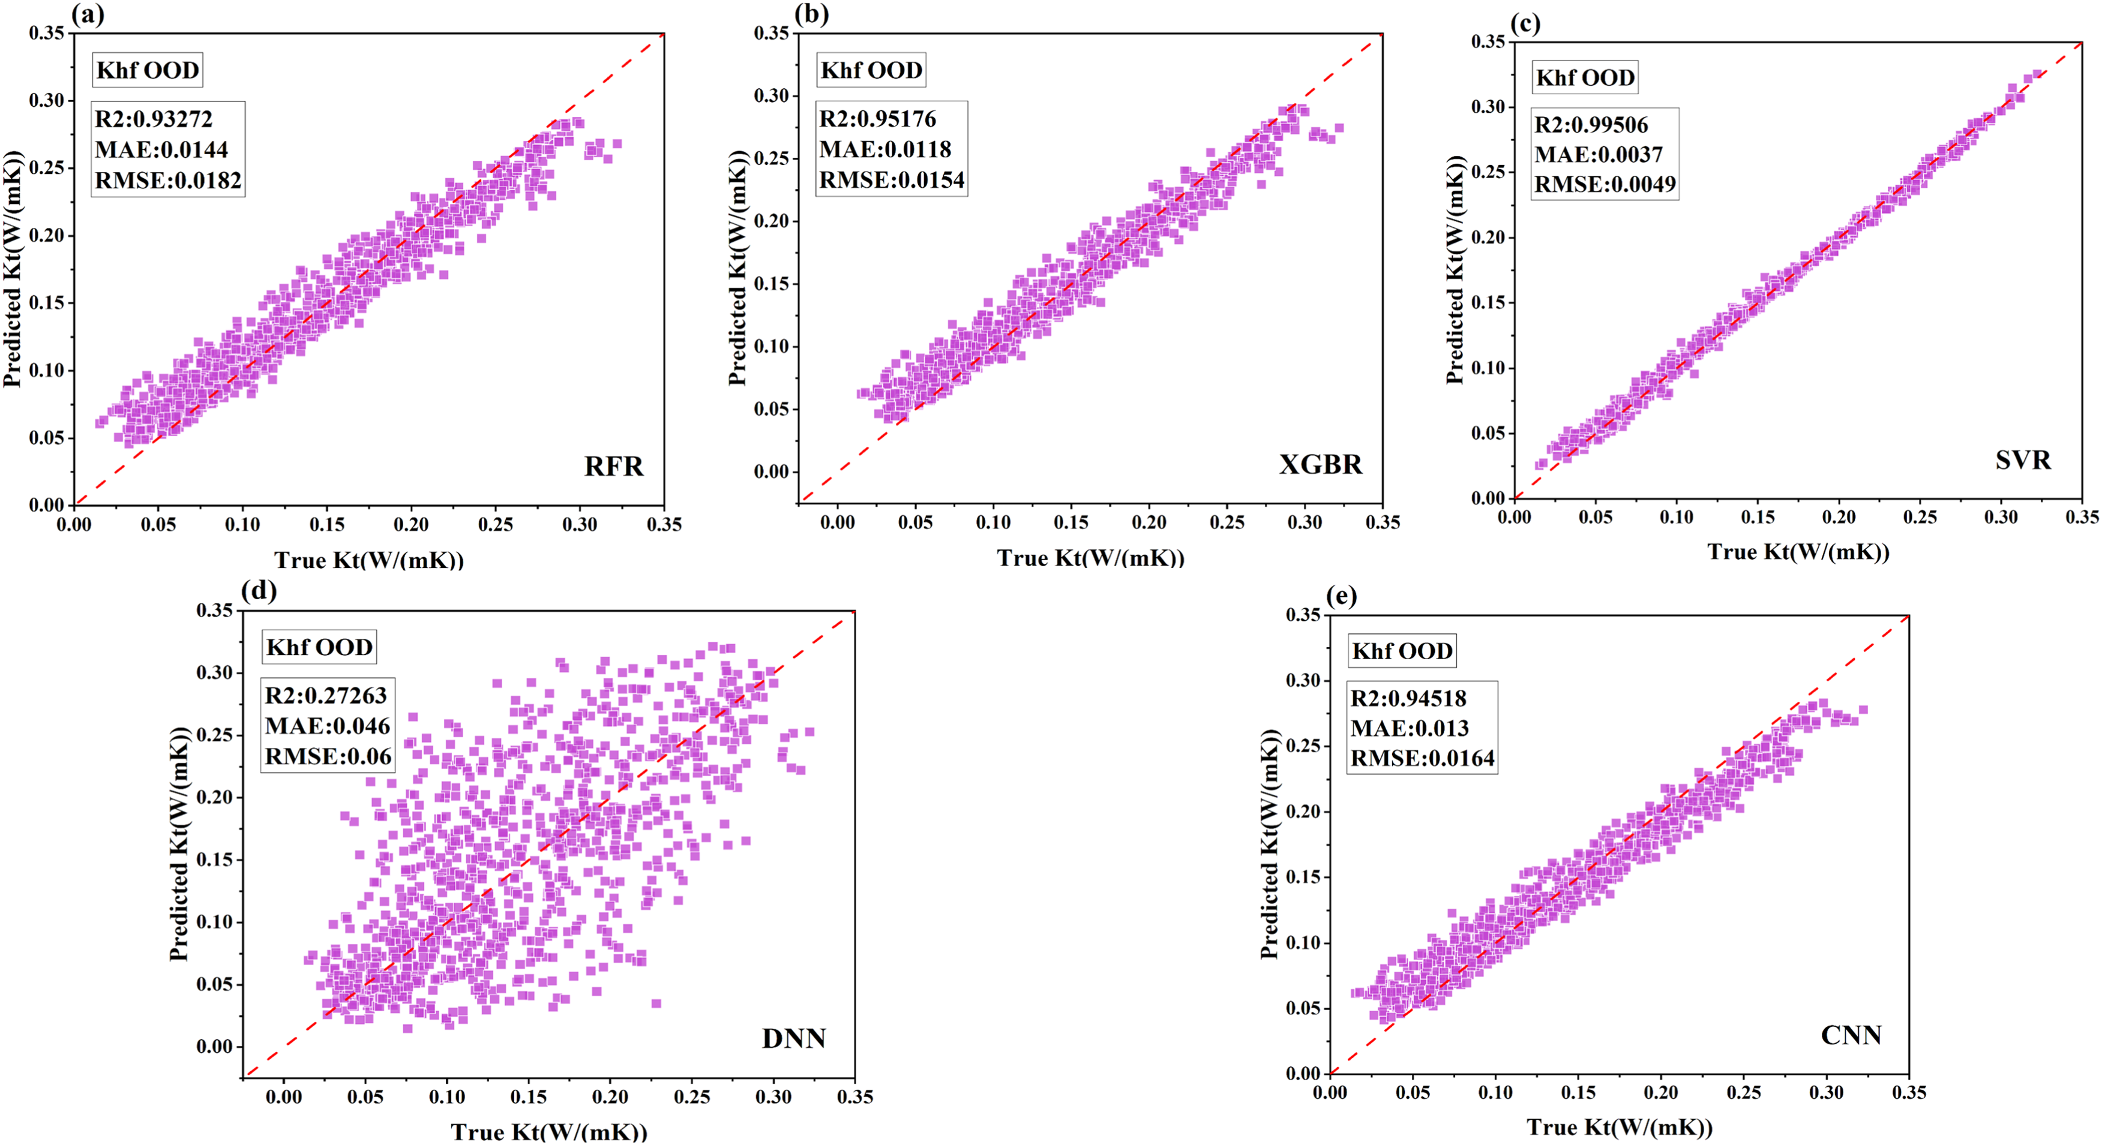 (a)
0.35
0.30
0.25
0.20
0.15
0.10
0.05
0.00
Predicted Kt(W/(mK))
Khf OOD
R2:0.93272
MAE:0.0144
RMSE:0.0182
RFR
0.00 0.05 0.10 0.15 0.20 0.25 0.30 0.35
True Kt(W/(mK))
(b)
0.35
0.30
0.25
0.20
0.15
0.10
0.05
0.00
Predicted Kt(W/(mK))
Khf OOD
R2:0.95176
MAE:0.0118
RMSE:0.0154
XGBR
0.00 0.05 0.10 0.15 0.20 0.25 0.30 0.35
True Kt(W/(mK))
(c)
0.35
0.30
0.25
0.20
0.15
0.10
0.05
0.00
Predicted Kt(W/(mK))
Khf OOD
R2:0.99506
MAE:0.0037
RMSE:0.0049
SVR
0.00 0.05 0.10 0.15 0.20 0.25 0.30 0.35
True Kt(W/(mK))
(d)
0.35
0.30
0.25
0.20
0.15
0.10
0.05
0.00
Predicted Kt(W/(mK))
Khf OOD
R2:0.27263
MAE:0.046
RMSE:0.06
DNN
0.00 0.05 0.10 0.15 0.20 0.25 0.30 0.35
True Kt(W/(mK))
(e)
0.35
0.30
0.25
0.20
0.15
0.10
0.05
0.00
Predicted Kt(W/(mK))
Khf OOD
R2:0.94518
MAE:0.013
RMSE:0.0164
CNN
0.00 0.05 0.10 0.15 0.20 0.25 0.30 0.35
True Kt(W/(mK))